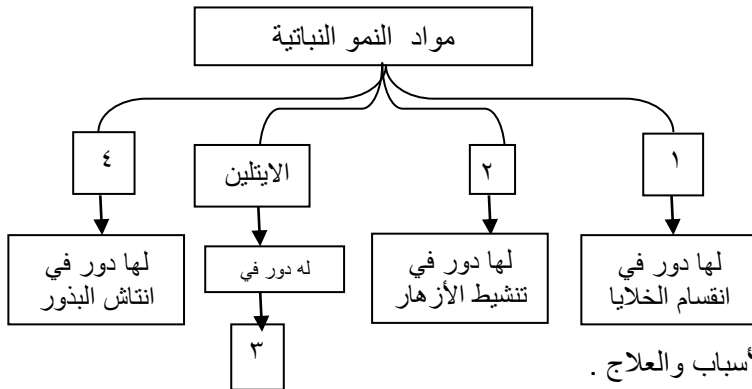 مواد النمو النباتية
١
٢
الايتلين
٤
لها دور في
انقسام الخلايا
لها دور في
تنشيط الأزهار
له دور في
لها دور في
انتاش البذور
٣
لأسباب والعلاج .